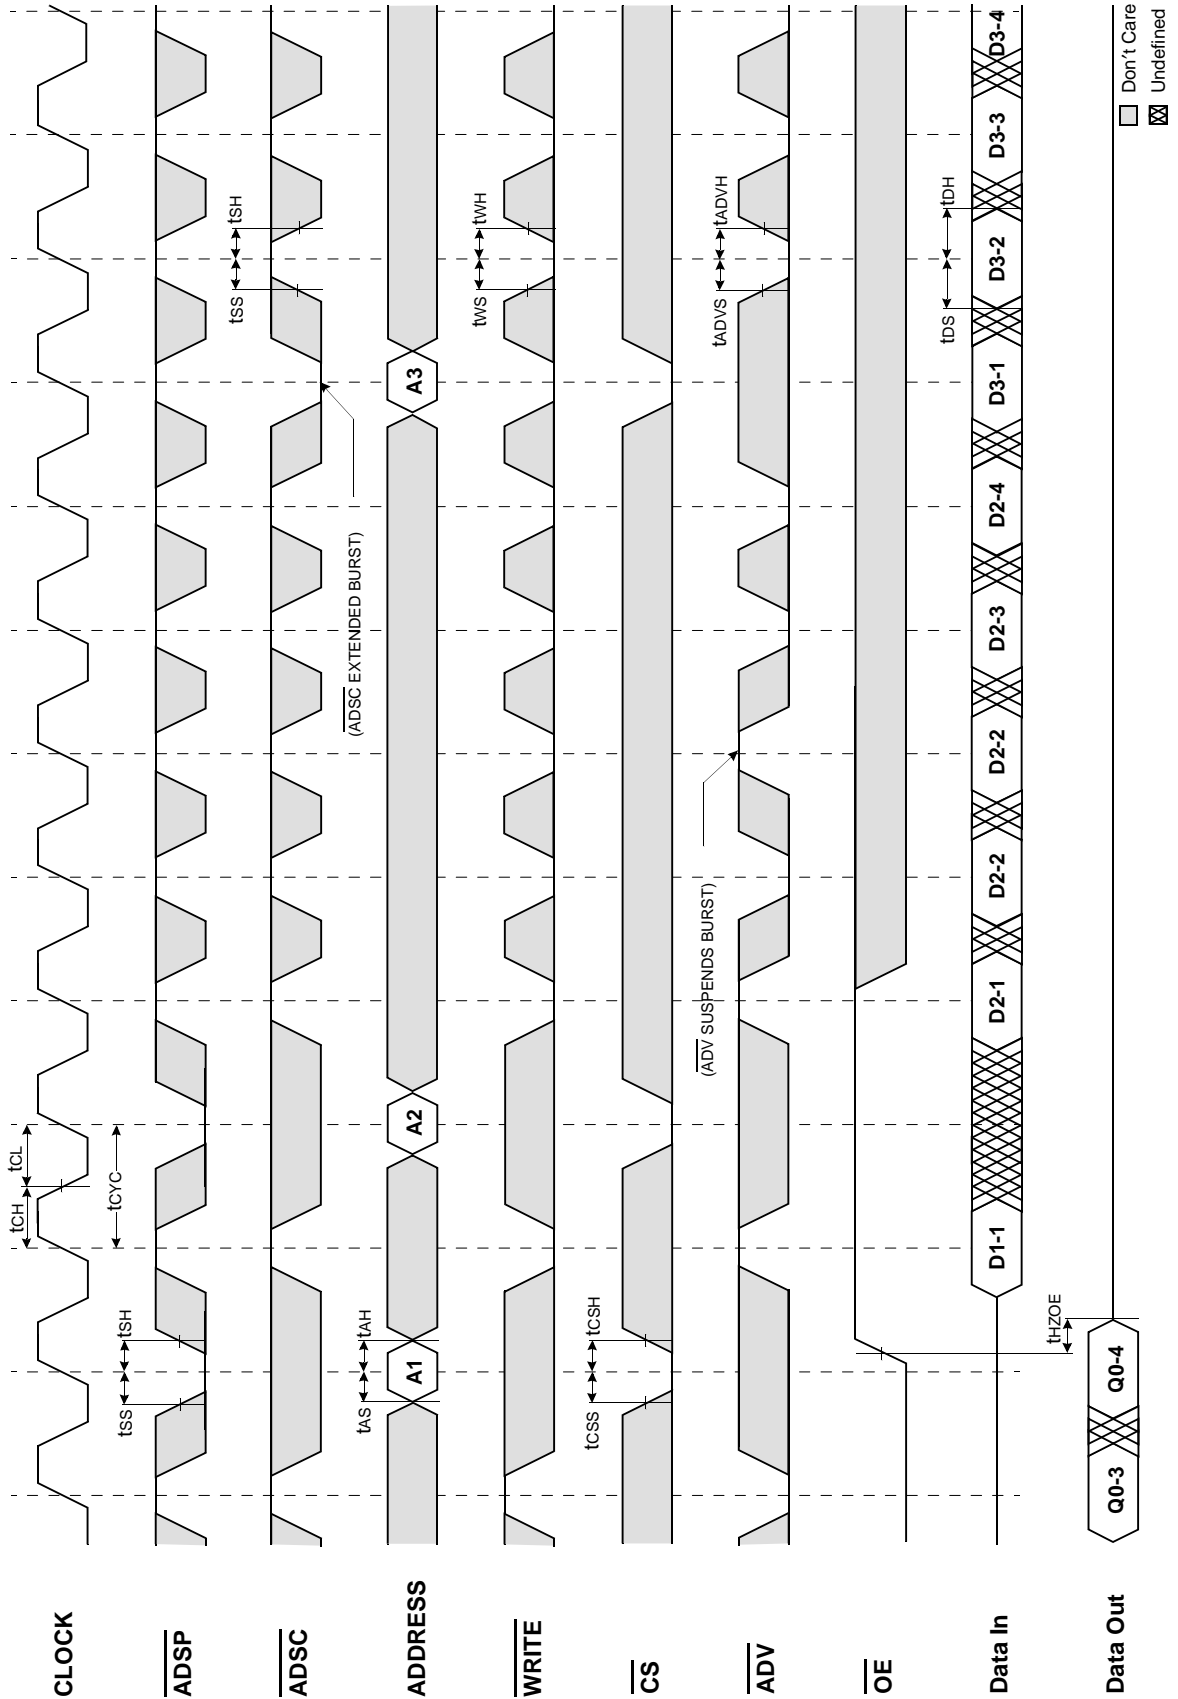 CLOCK
tCH
tCL
tCYC
ADSP
tSS
tSH
ADSC
tSS
tSH
(ADSC EXTENDED BURST)
ADDRESS
A1
A2
A3
tAS
tAH
WRITE
tWS
tWH
CS
tCSS
tCSH
ADV
(ADV SUSPENDS BURST)
tADVS
tADVH
OE
Data In
D1-1
D2-1
D2-2
D2-2
D2-3
D2-4
D3-1
D3-2
D3-3
D3-4
tDS
tDH
tHZOE
Data Out
Q0-3
Q0-4
Don't Care
Undefined